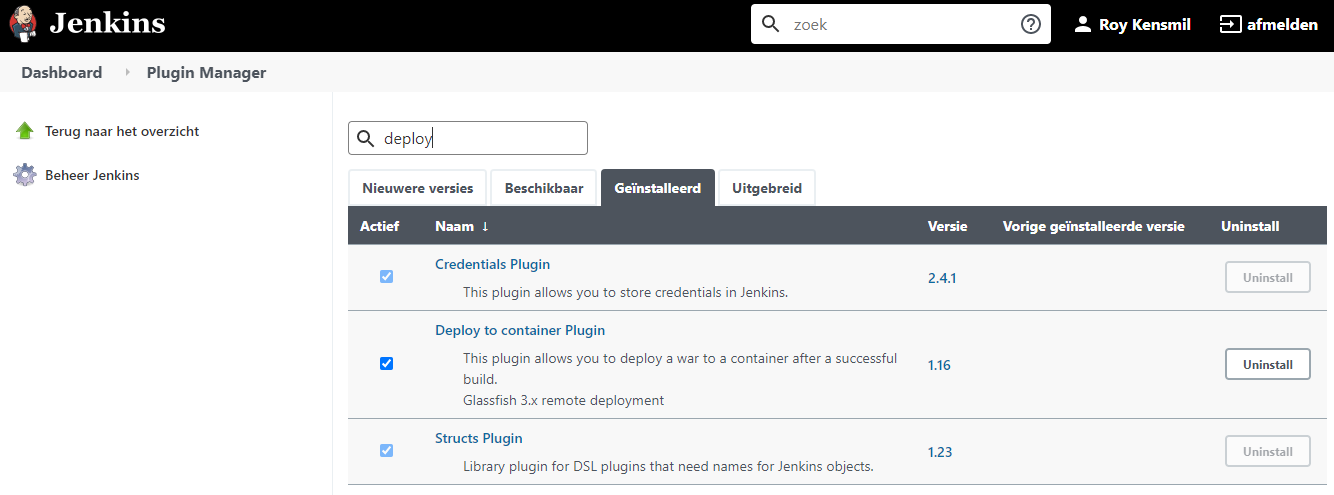 Jenkins
zoek
Roy Kensmil
afmelden
Dashboard
Plugin Manager
Terug naar het overzicht
Beheer Jenkins
deploy
Nieuwere versies
Beschikbaar
Geïnstalleerd
Uitgebreid
Actief Naam ↓ Versie Vorige geïnstalleerde versie Uninstall
Credentials Plugin
This plugin allows you to store credentials in Jenkins.
2.4.1
Uninstall
Deploy to container Plugin
This plugin allows you to deploy a war to a container after a successful
build.
Glassfish 3.x remote deployment
1.16
Uninstall
Structs Plugin
Library plugin for DSL plugins that need names for Jenkins objects.
1.23
Uninstall